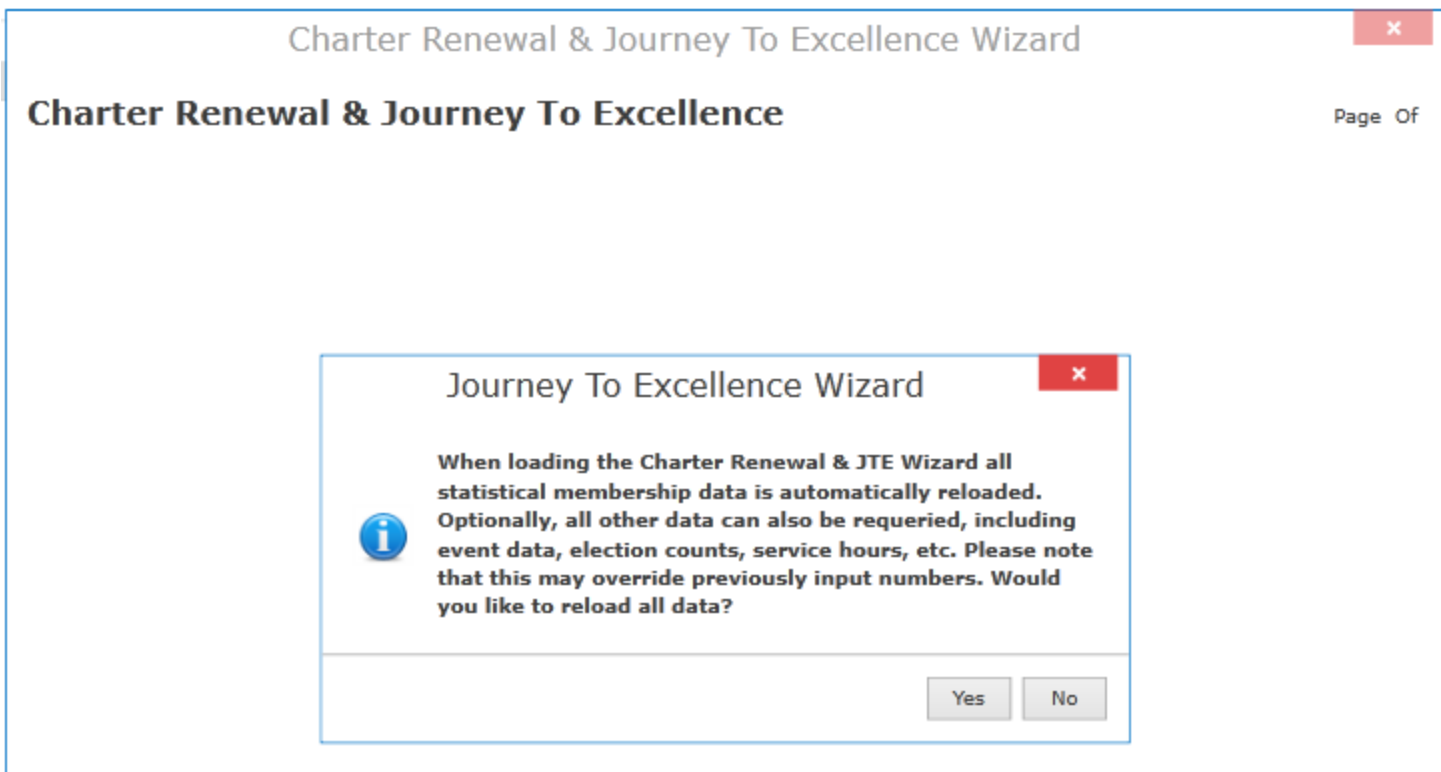 Charter Renewal & Journey To Excellence Wizard
Charter Renewal & Journey To Excellence
Page Of
Journey To Excellence Wizard
When loading the Charter Renewal & JTE Wizard all
statistical membership data is automatically reloaded.
Optionally, all other data can also be requeried, including
event data, election counts, service hours, etc. Please note
that this may override previously input numbers. Would
you like to reload all data?
Yes No